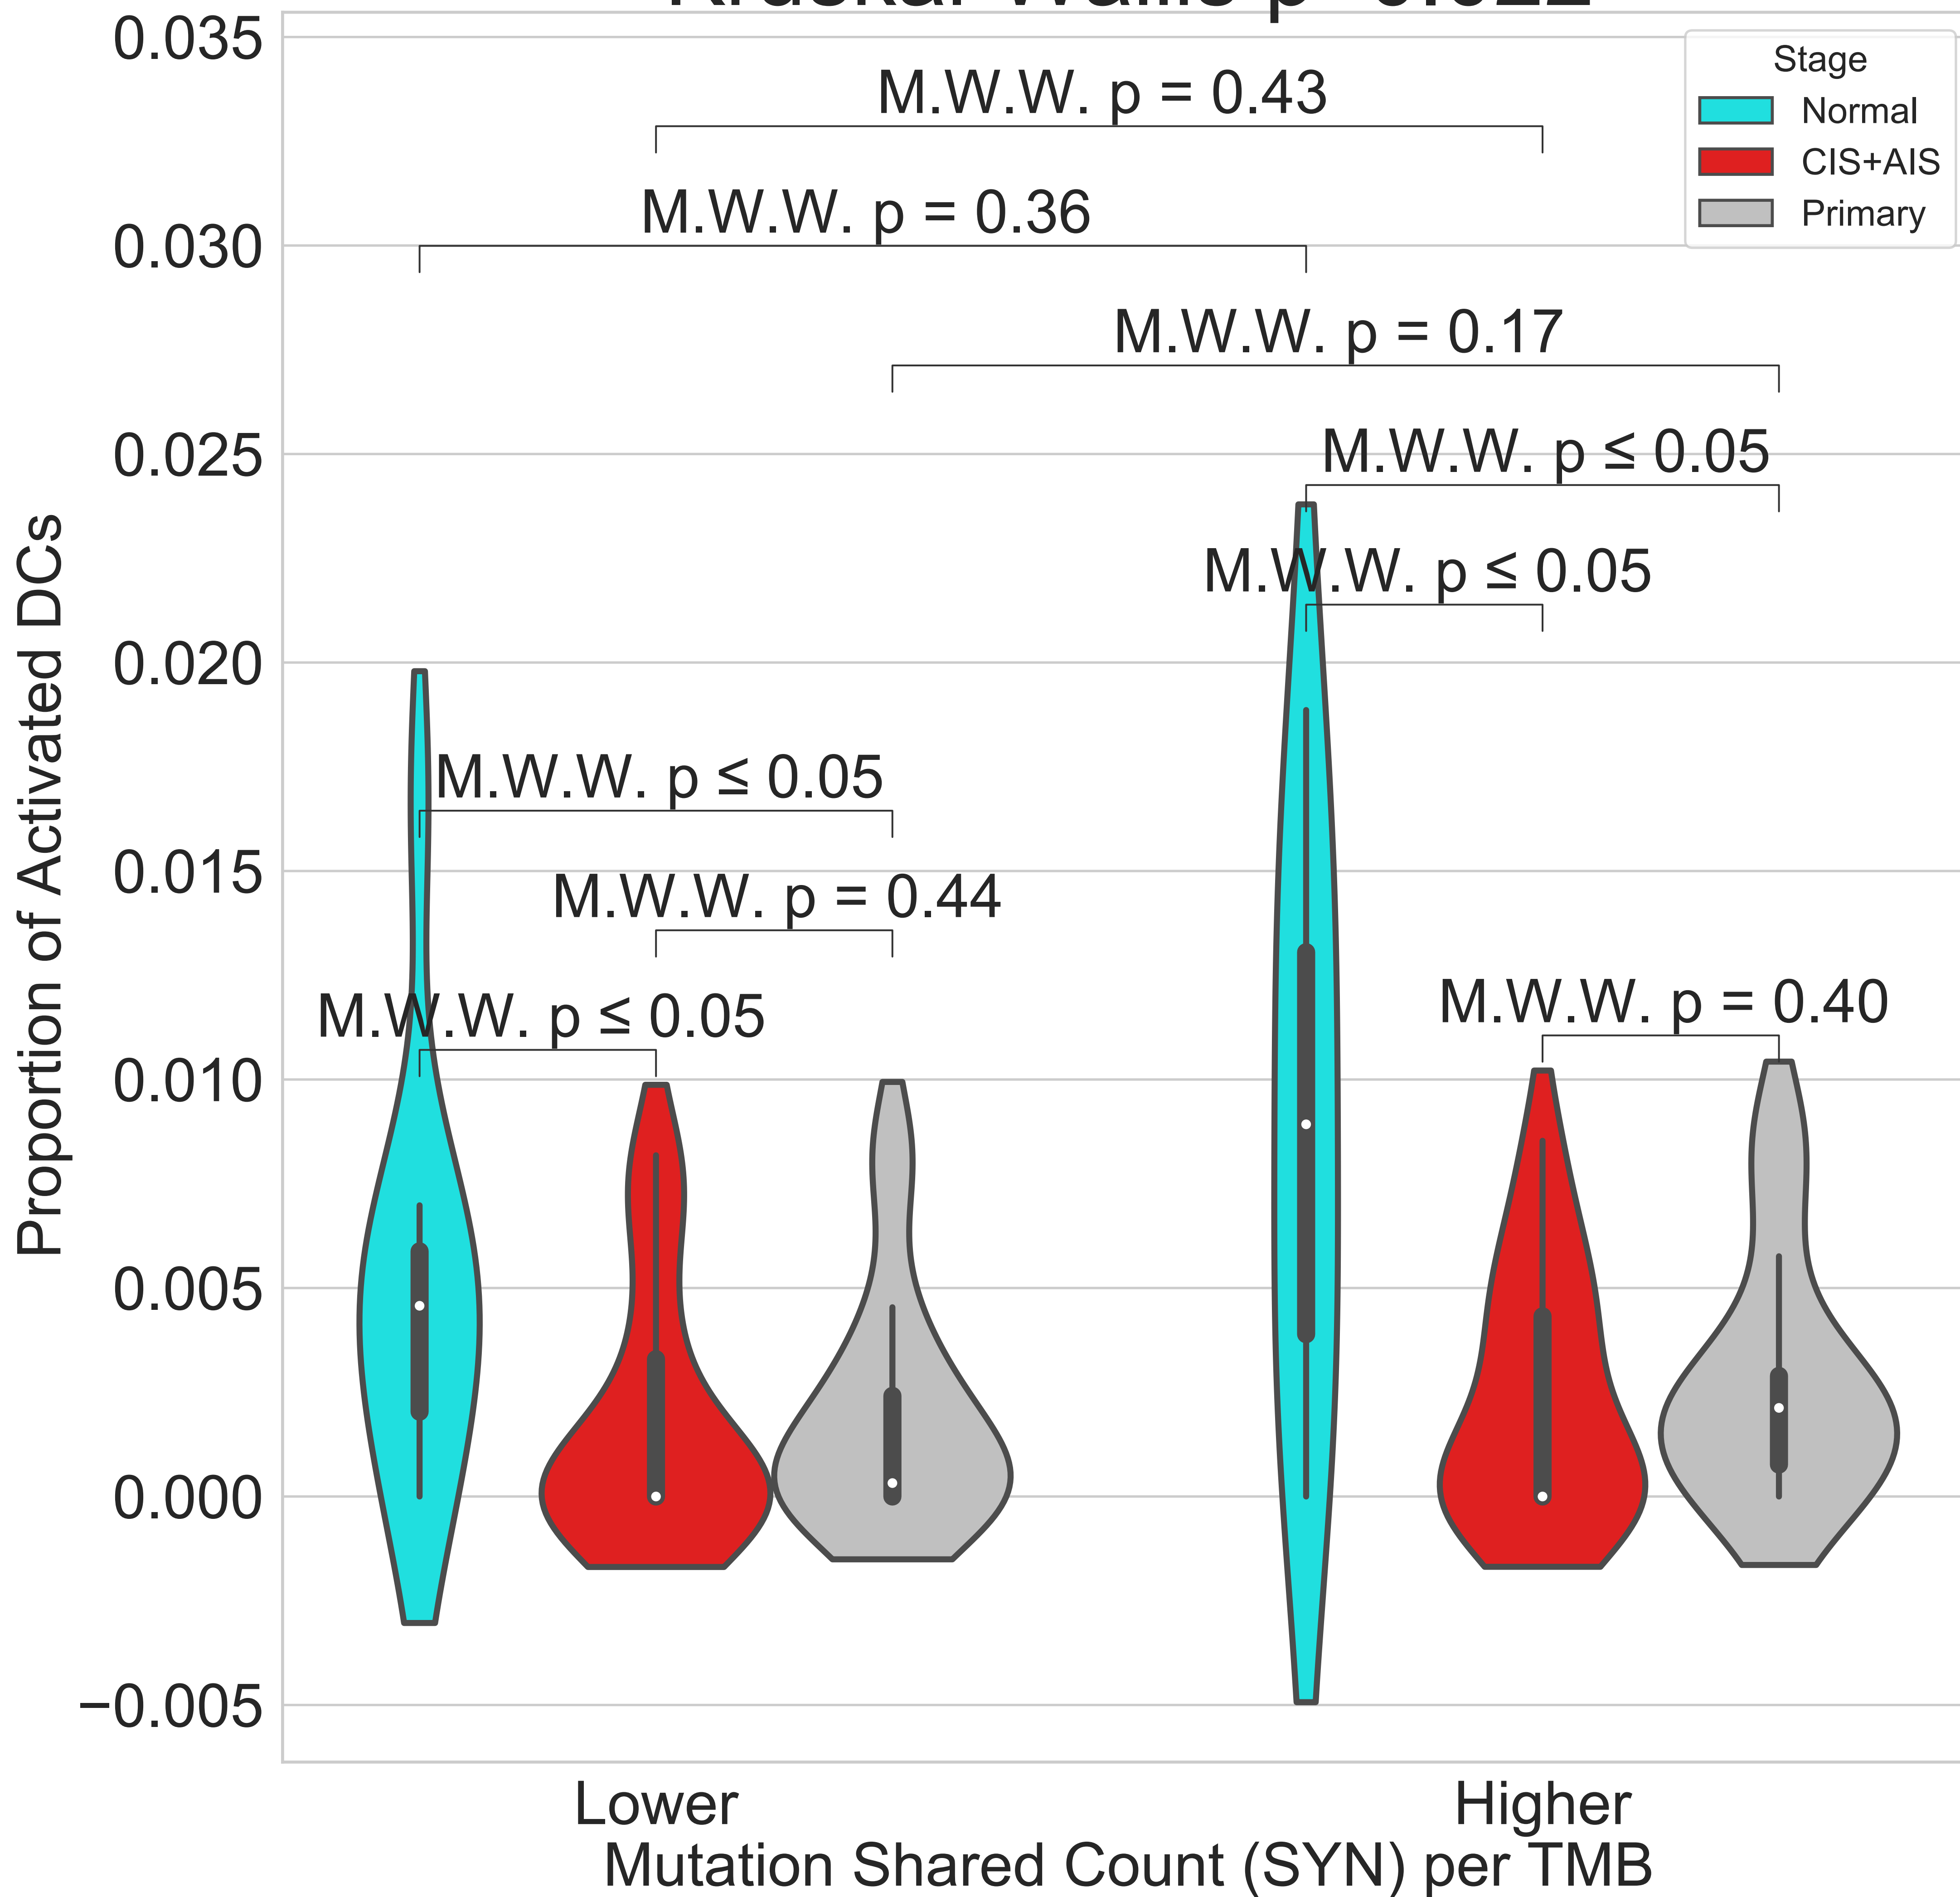 0.035
0.030
0.025
0.020
0.015
0.010
0.005
0.000
−0.005
Proportion of Activated DCs
Stage
Normal
CIS+AIS
Primary
M.W.W. p = 0.43
M.W.W. p = 0.36
M.W.W. p = 0.17
M.W.W. p ≤ 0.05
M.W.W. p ≤ 0.05
M.W.W. p ≤ 0.05
M.W.W. p = 0.44
M.W.W. p ≤ 0.05
M.W.W. p = 0.40
Lower
Higher
Mutation Shared Count (SYN) per TMB